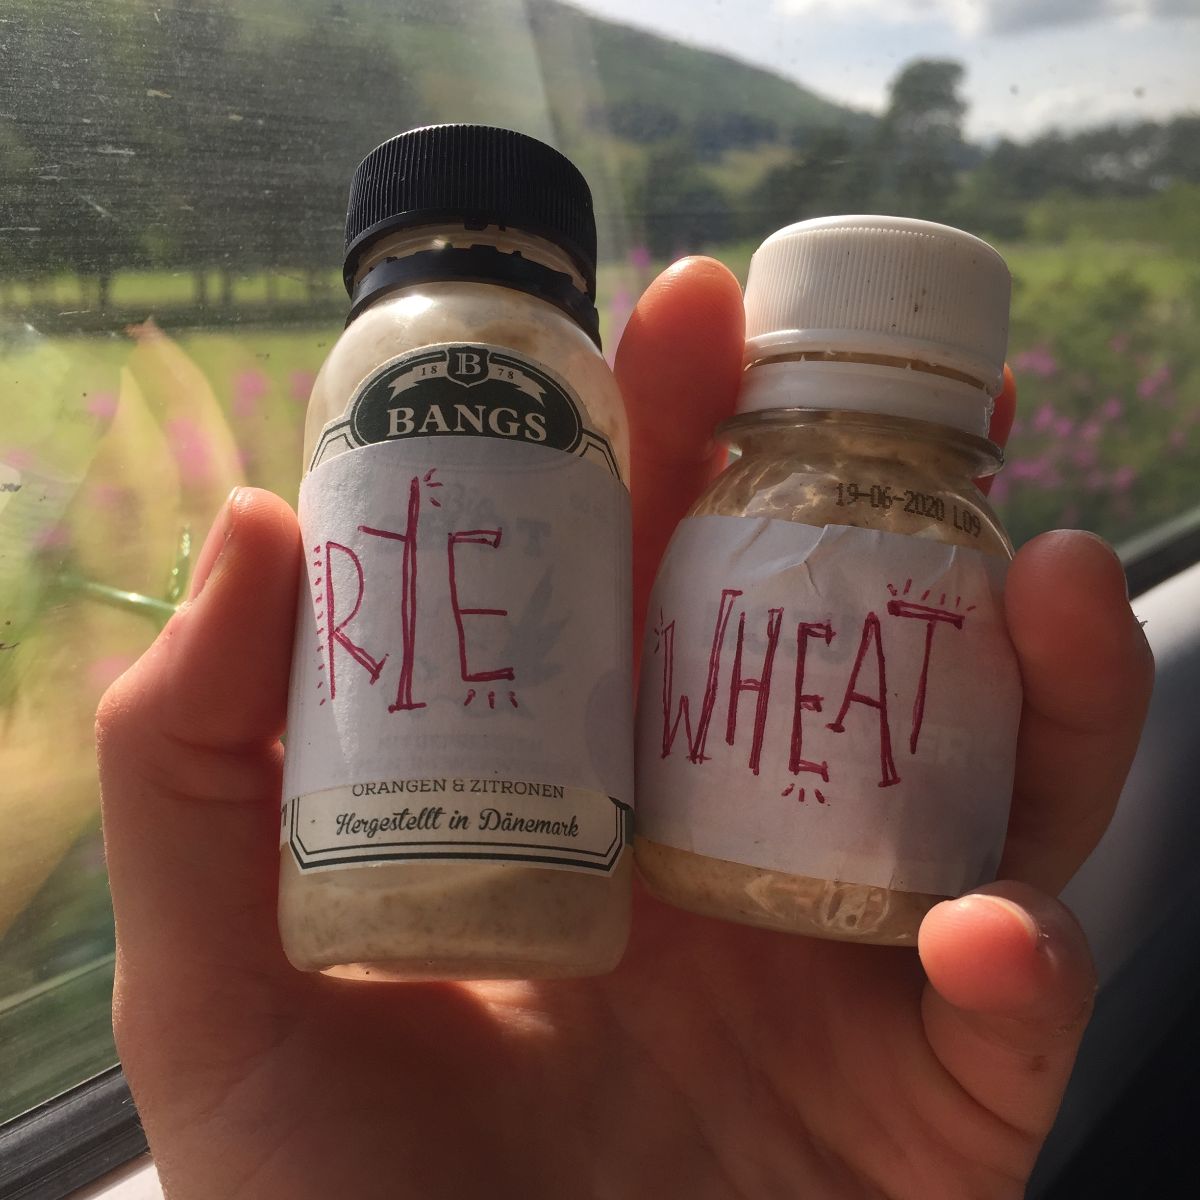 18 B 78
BANGS
RYE
ORANGEN & ZITRONEN
Hergestellt in Dänemark
19-06-2020 L09
WHEAT